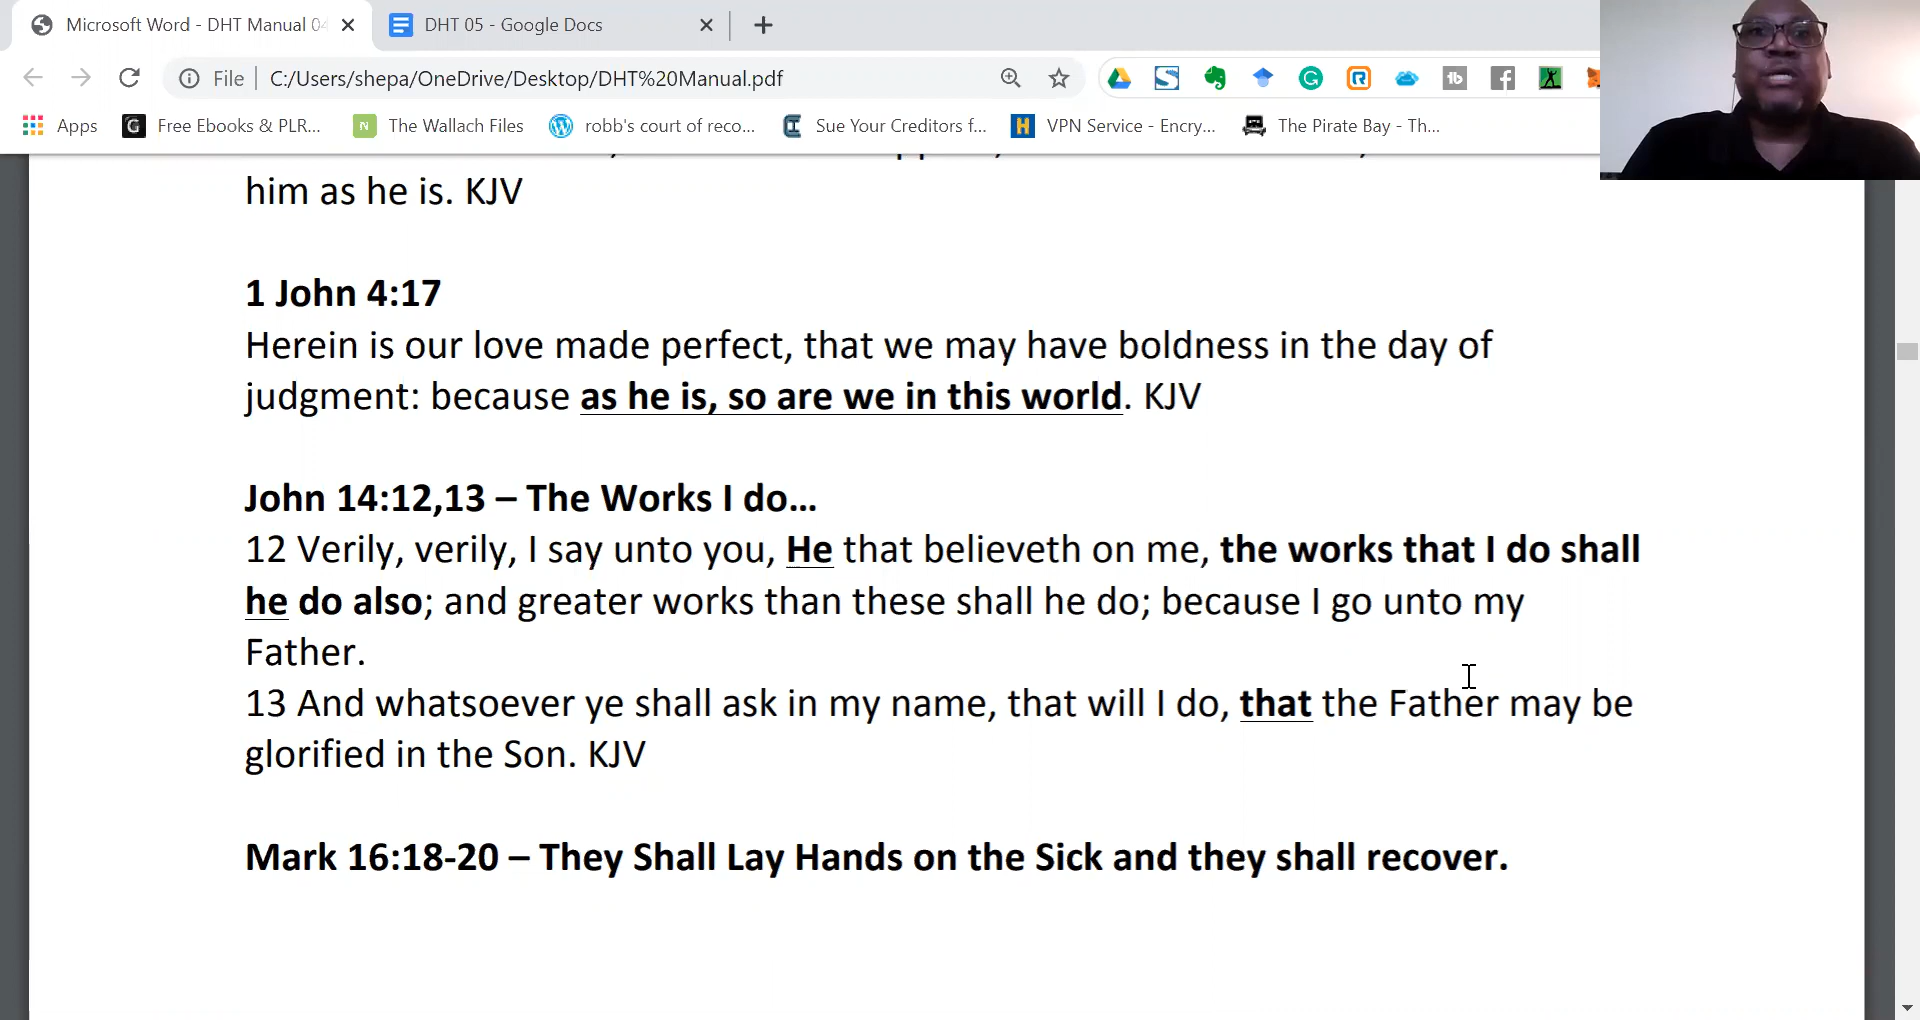 Microsoft Word - DHT Manual 04
DHT 05 - Google Docs
File
C:/Users/shepa/OneDrive/Desktop/DHT%20Manual.pdf
Apps
Free Ebooks & PLR...
The Wallach Files
robb's court of reco...
Sue Your Creditors f...
VPN Service - Encry...
The Pirate Bay - Th...
him as he is. KJV
1 John 4:17
Herein is our love made perfect, that we may have boldness in the day of
judgment: because as he is, so are we in this world. KJV
John 14:12,13 – The Works I do...
12 Verily, verily, I say unto you, He that believeth on me, the works that I do shall
he do also; and greater works than these shall he do; because I go unto my
Father.
13 And whatsoever ye shall ask in my name, that will I do, that the Father may be
glorified in the Son. KJV
Mark 16:18-20 – They Shall Lay Hands on the Sick and they shall recover.